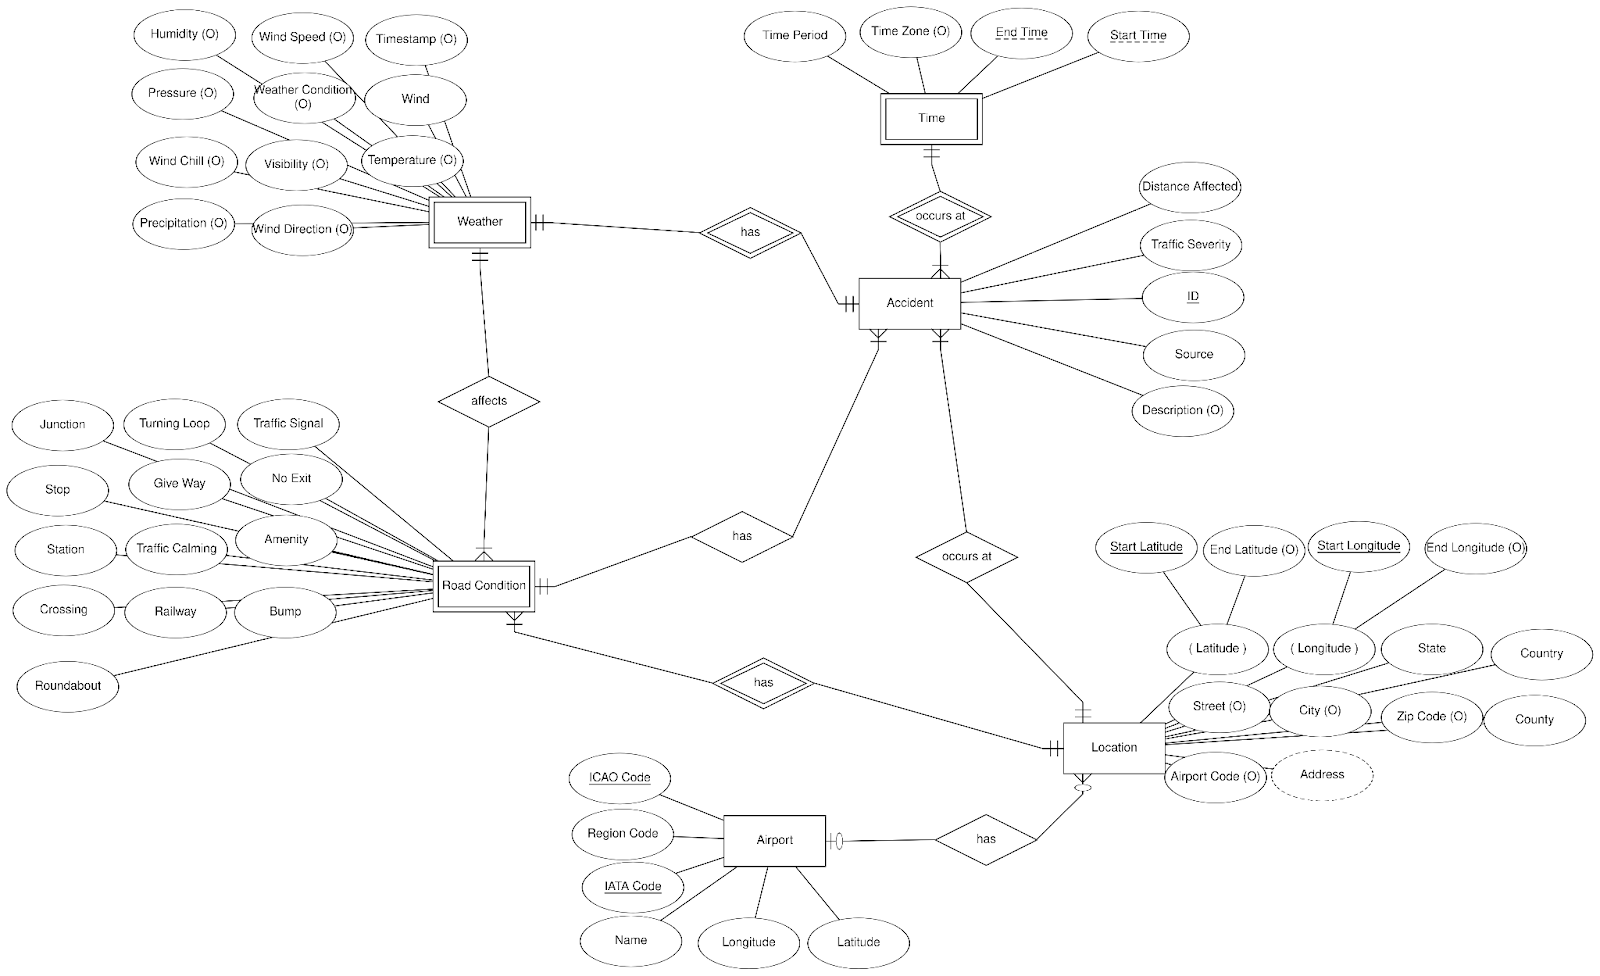 Humidity (O)
Wind Speed (O)
Timestamp (O)
Pressure (O)
Weather Condition
(O)
Wind
Wind Chill (O)
Visibility (O)
Temperature (O)
Precipitation (O)
Wind Direction (O)
Weather
has
Time Period
Time Zone (O)
End Time
Start Time
Time
occurs at
Accident
Distance Affected
Traffic Severity
ID
Source
Description (O)
affects
Junction
Turning Loop
Traffic Signal
Stop
Give Way
No Exit
Station
Traffic Calming
Amenity
Crossing
Railway
Bump
Roundabout
Road Condition
has
occurs at
has
Start Latitude
End Latitude (O)
Start Longitude
End Longitude (O)
( Latitude )
( Longitude )
State
Country
Street (O)
City (O)
Zip Code (O)
County
Location
Airport Code (O)
Address
ICAO Code
Region Code
IATA Code
Name
Longitude
Latitude
Airport
has